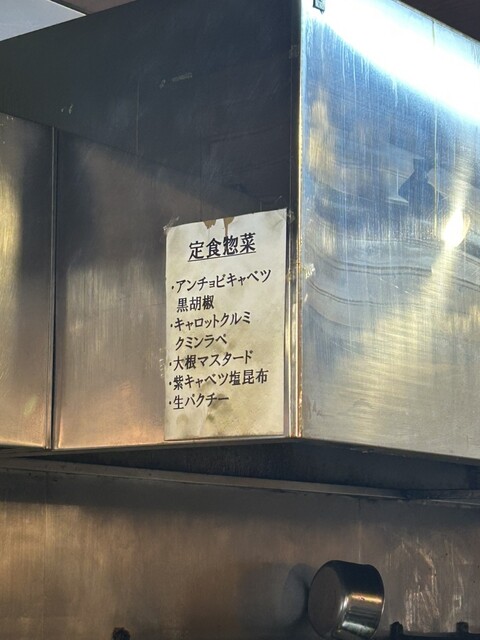 定食惣菜
・アンチョビキャベツ
黒胡椒
・キャロットクルミ
クミンラペ
・大根マスタード
・紫キャベツ塩昆布
・生パクチー